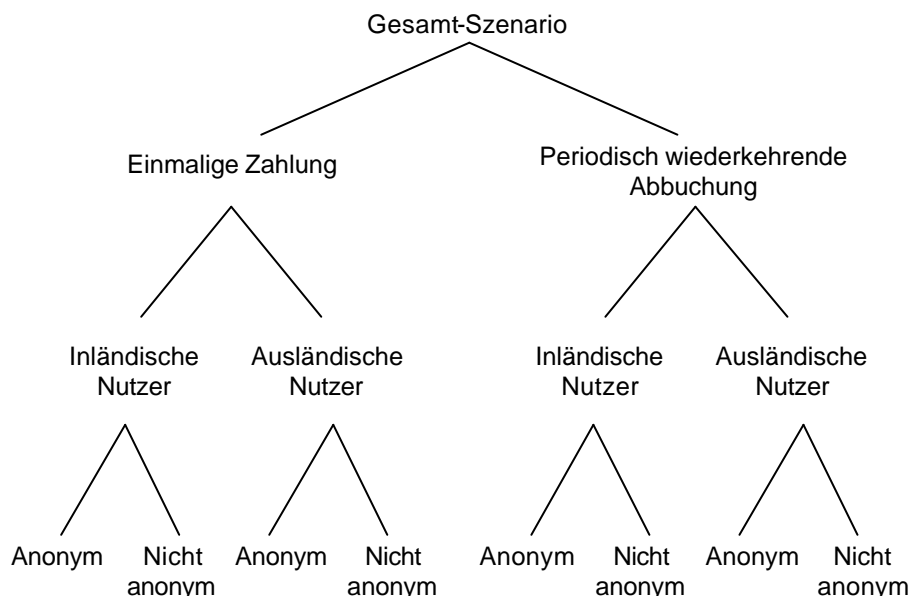 Gesamt-Szenario
Einmalige Zahlung
Periodisch wiederkehrende
Abbuchung
Inländische
Nutzer
Ausländische
Nutzer
Inländische
Nutzer
Ausländische
Nutzer
Anonym
Nicht
anonym
Anonym
Nicht
anonym
Anonym
Nicht
anonym
Anonym
Nicht
anonym